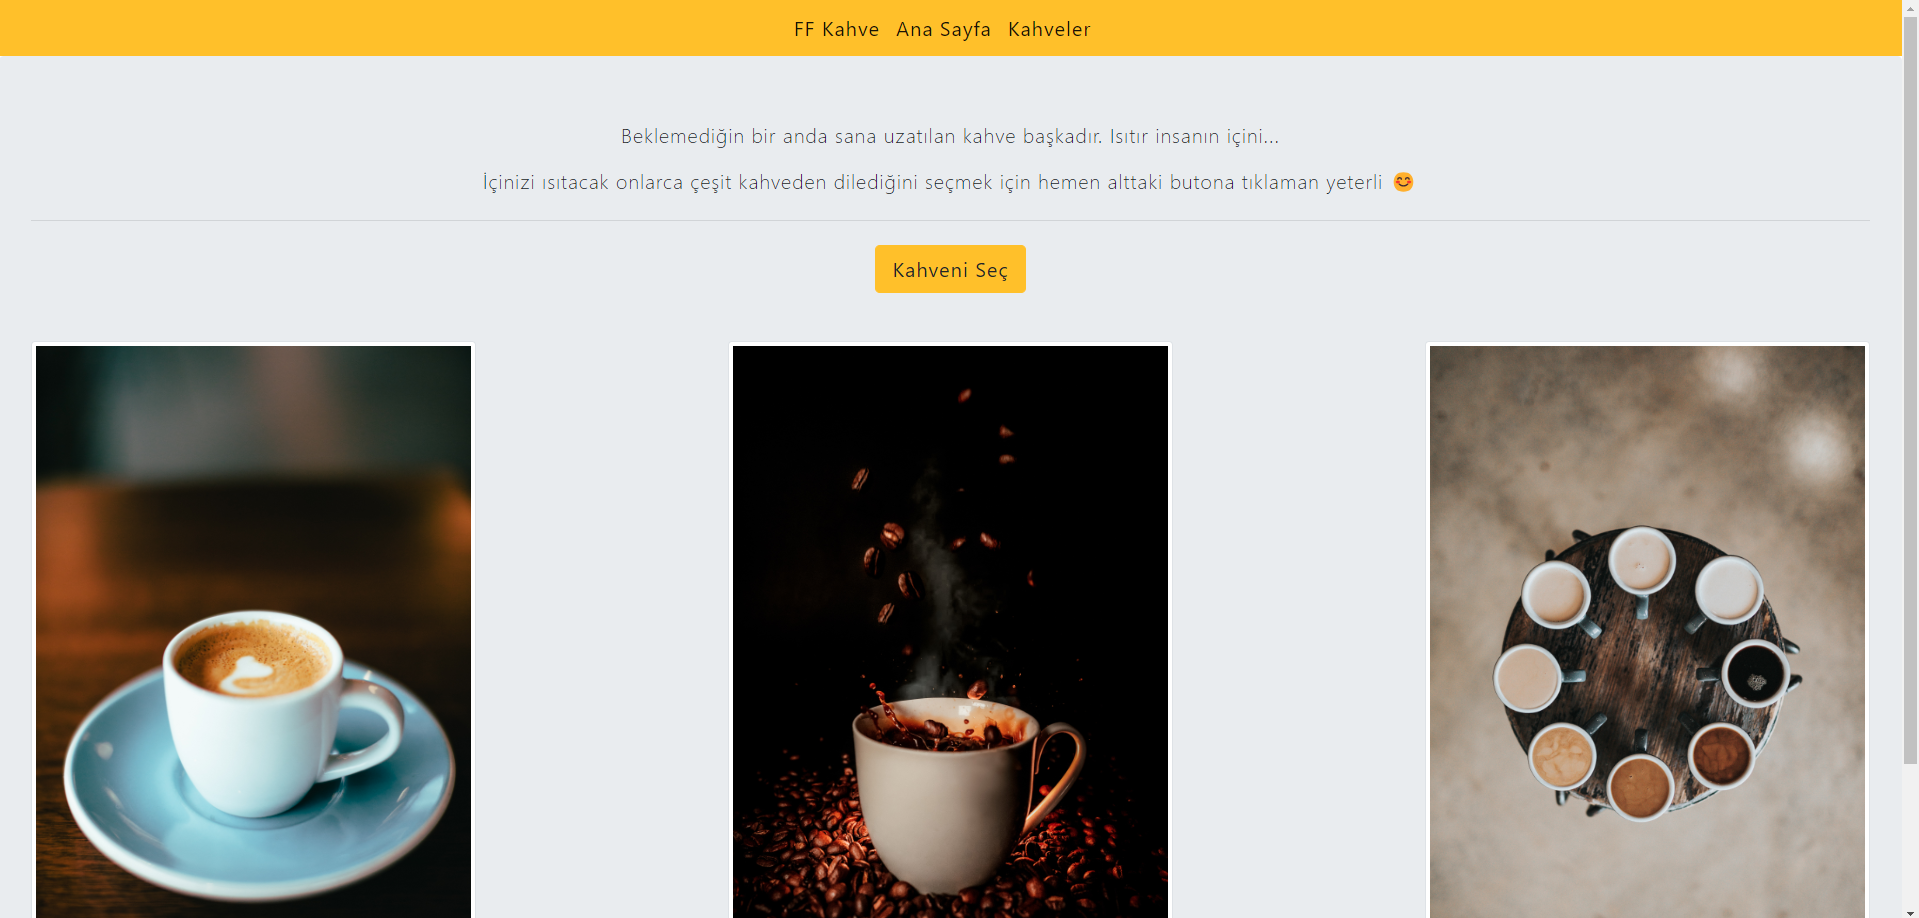 FF Kahve Ana Sayfa Kahveler
Beklemediğin bir anda sana uzatılan kahve başkadır. Isıtır insanın içini...
İçinizi ısıtacak onlarca çeşit kahveden dilediğini seçmek için hemen alttaki butona tıklaman yeterli 😊
Kahveni Seç